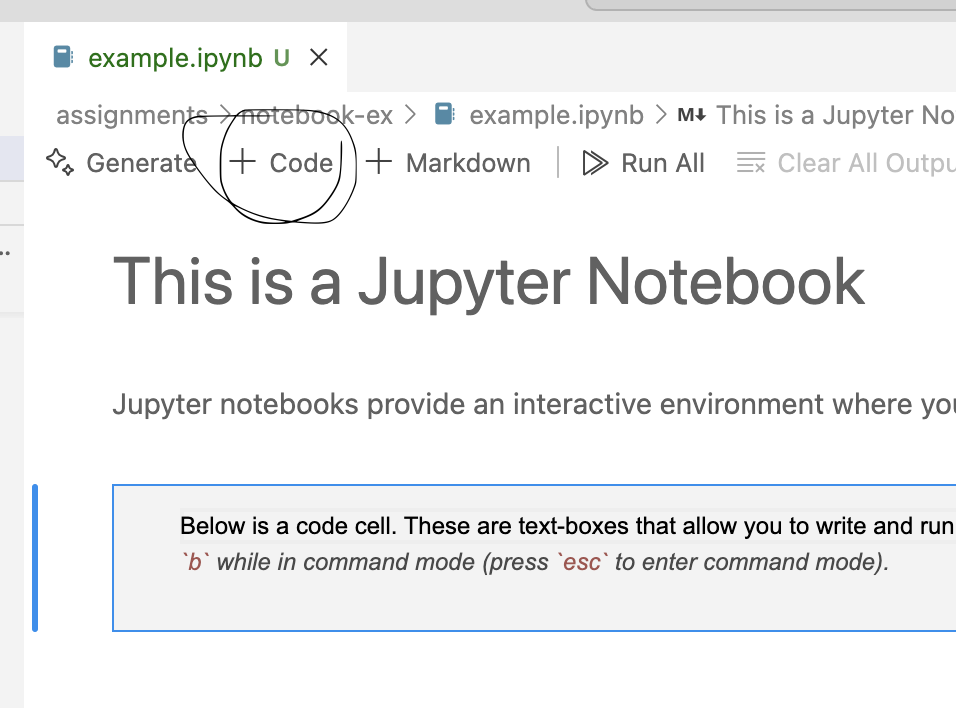 example.ipynb U
assignments > notebook-ex > example.ipynb > M↓ This is a Jupyter No
Generate + Code + Markdown Run All Clear All Outpu
This is a Jupyter Notebook
Jupyter notebooks provide an interactive environment where you
Below is a code cell. These are text-boxes that allow you to write and run
`b` while in command mode (press `esc` to enter command mode).